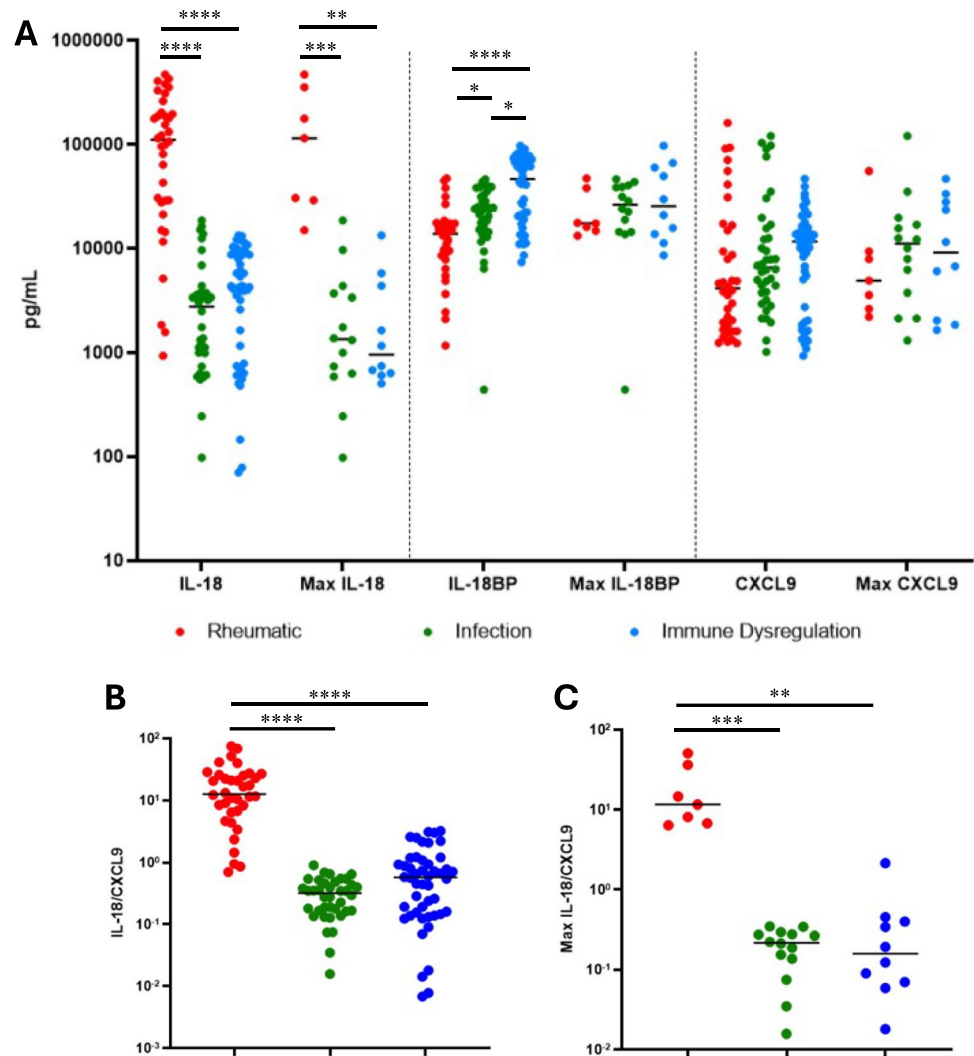 A
**** **
**** *** **** * *
pg/mL
1000000
100000
10000
1000
100
10
IL-18 Max IL-18 IL-18BP Max IL-18BP CXCL9 Max CXCL9
Rheumatic Infection Immune Dysregulation
B
****
****
IL-18/CXCL9
10²
10¹
10⁰
10⁻¹
10⁻²
10⁻³
C
**
***
Max IL-18/CXCL9
10²
10¹
10⁰
10⁻¹
10⁻²